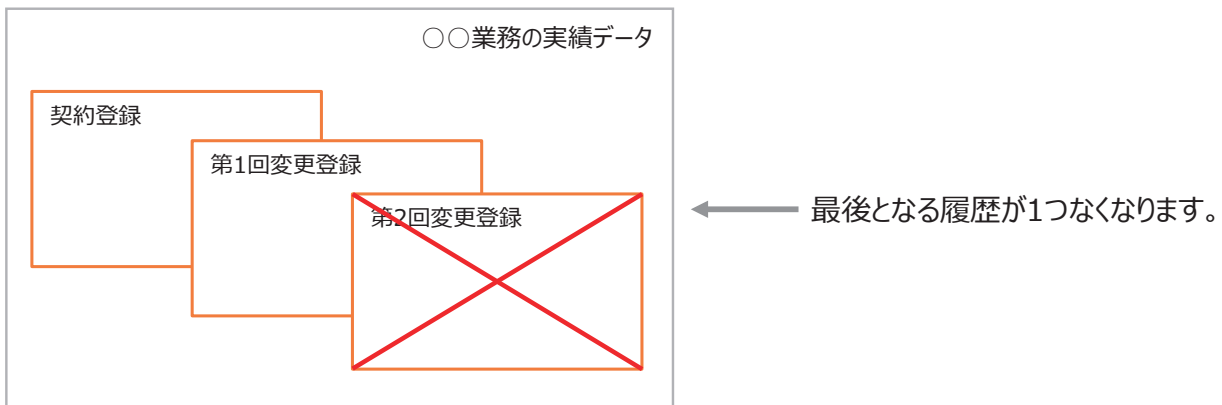 ○○業務の実績データ
契約登録
第1回変更登録
第2回変更登録
最後となる履歴が1つなくなります。